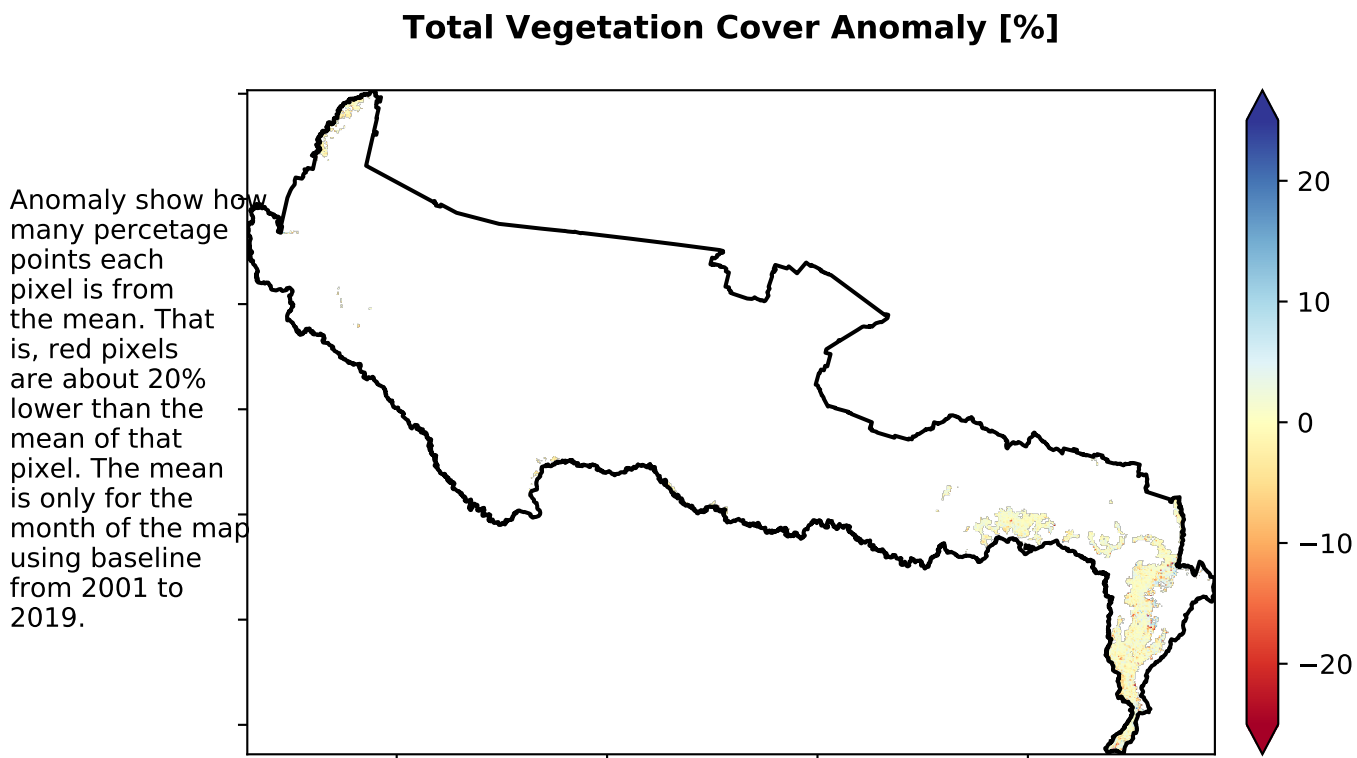 Total Vegetation Cover Anomaly [%]
Anomaly show how
many percetage
points each
pixel is from
the mean. That
is, red pixels
are about 20%
lower than the
mean of that
pixel. The mean
is only for the
month of the map
using baseline
from 2001 to
2019.
20
10
0
−10
−20